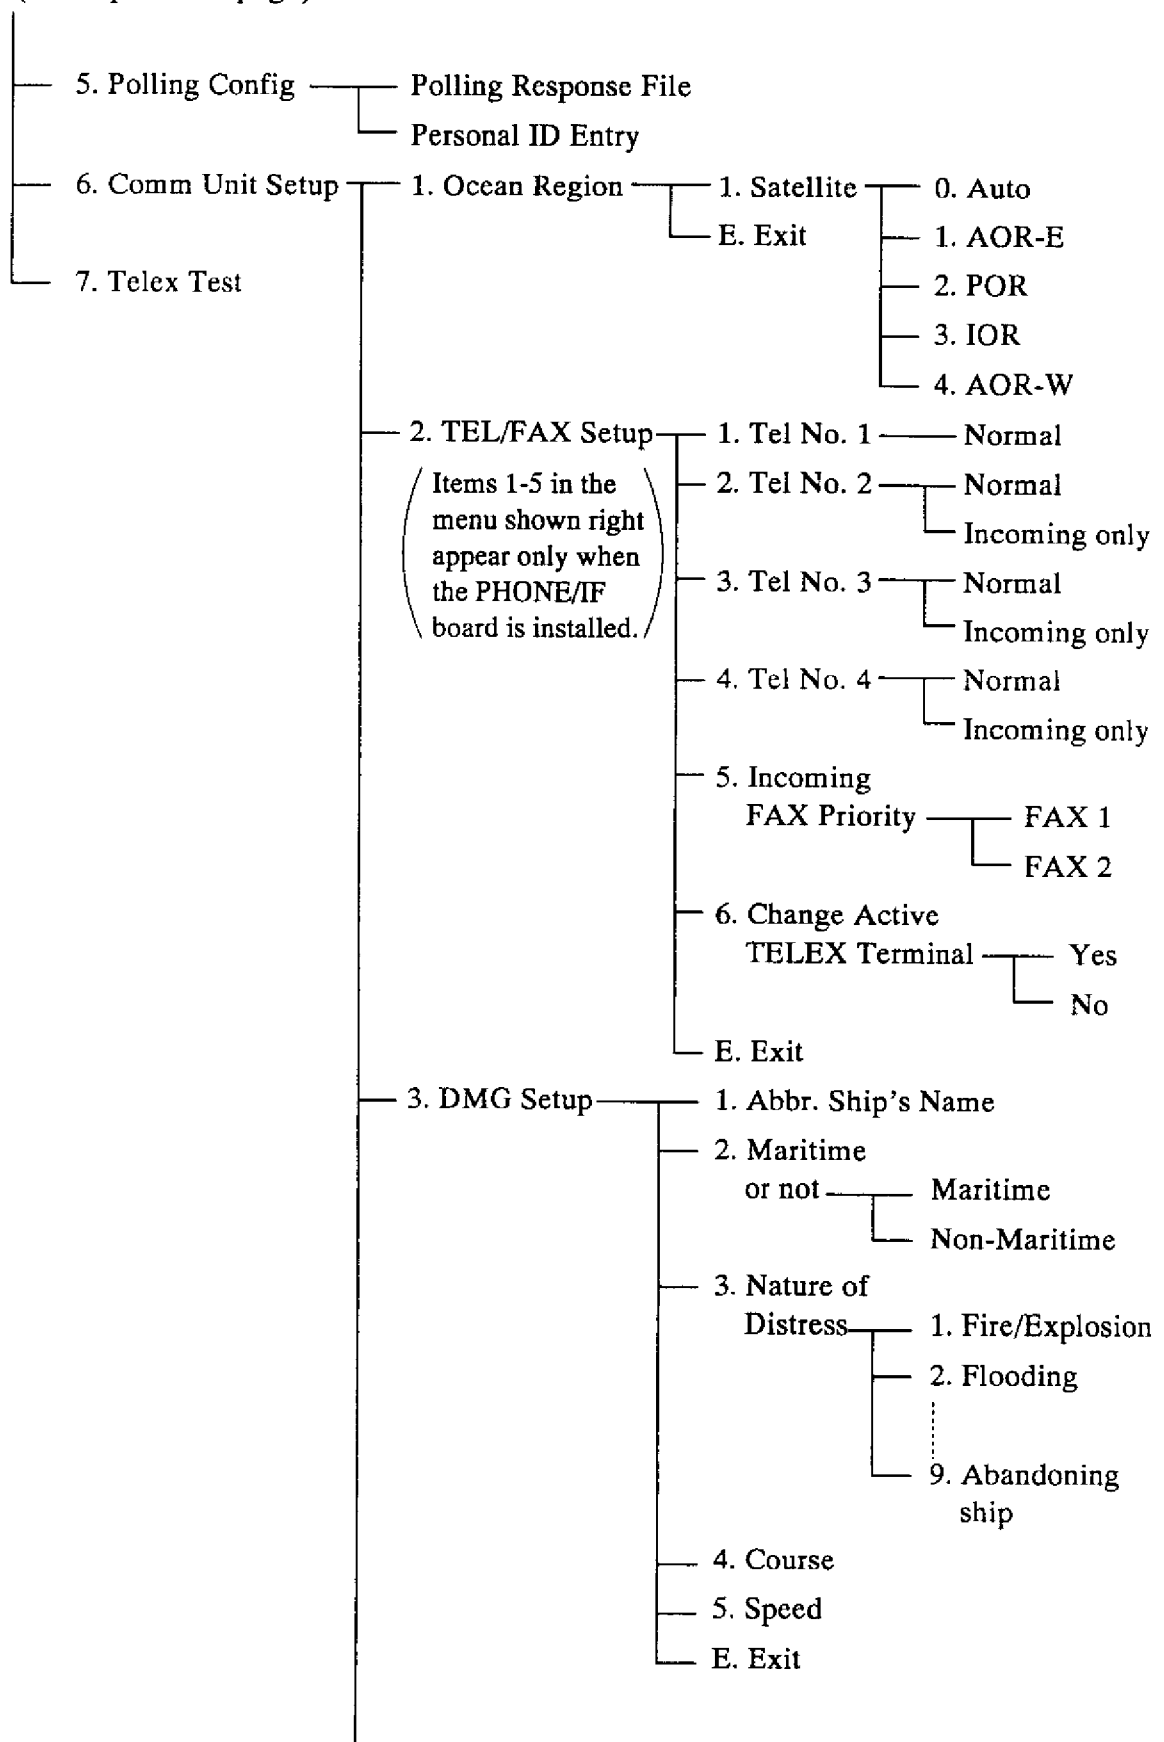 5. Polling Config
Polling Response File
Personal ID Entry
6. Comm Unit Setup
1. Ocean Region
1. Satellite
0. Auto
E. Exit
1. AOR-E
7. Telex Test
2. POR
3. IOR
4. AOR-W
2. TEL/FAX Setup
1. Tel No. 1
Normal
Items 1-5 in the
menu shown right
appear only when
the PHONE/IF
board is installed.
2. Tel No. 2
Normal
Incoming only
3. Tel No. 3
Normal
Incoming only
4. Tel No. 4
Normal
Incoming only
5. Incoming
FAX Priority
FAX 1
FAX 2
6. Change Active
TELEX Terminal
Yes
No
E. Exit
3. DMG Setup
1. Abbr. Ship's Name
2. Maritime
or not
Maritime
Non-Maritime
3. Nature of
Distress
1. Fire/Explosion
2. Flooding
9. Abandoning
ship
4. Course
5. Speed
E. Exit